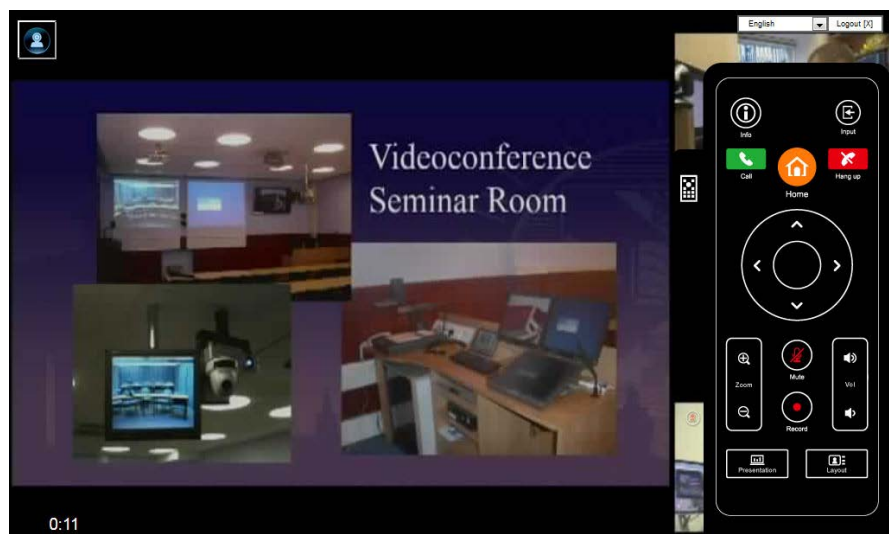 English
Logout [X]
Videoconference
Seminar Room
Info
Input
Call
Home
Hang up
Zoom
Mute
Vol
Record
Presentation
Layout
0:11